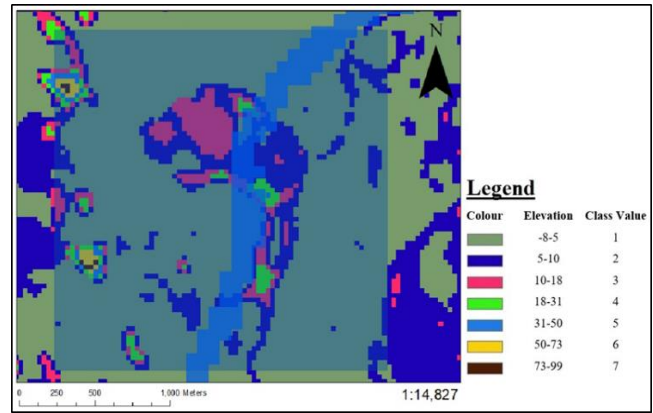 N
Legend
Colour Elevation Class Value
-8-5 1
5-10 2
10-18 3
18-31 4
31-50 5
50-73 6
73-99 7
0 250 500 1,000 Meters
1:14,827